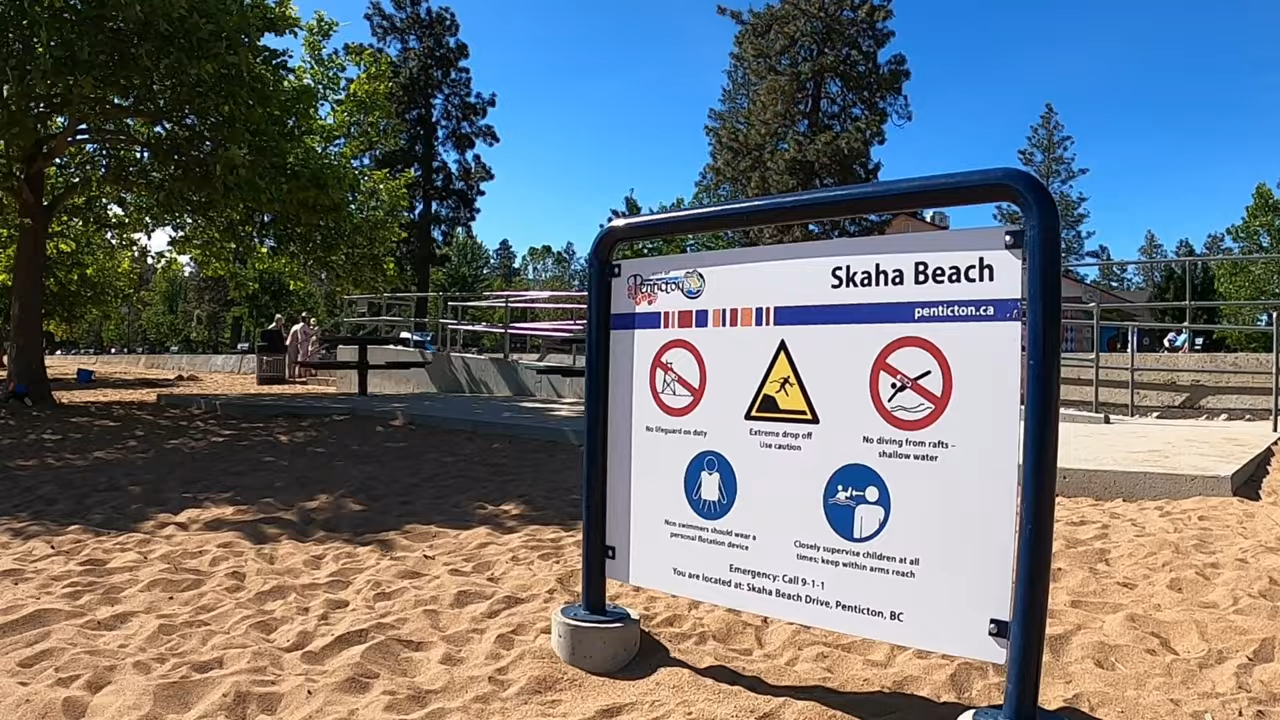 Penticton
Skaha Beach
penticton.ca
No lifeguard on duty
Extreme drop off
Use caution
No diving from rafts –
shallow water
Non swimmers should wear a
personal flotation device
Closely supervise children at all
times; keep within arms reach
Emergency: Call 9-1-1
You are located at: Skaha Beach Drive, Penticton, BC